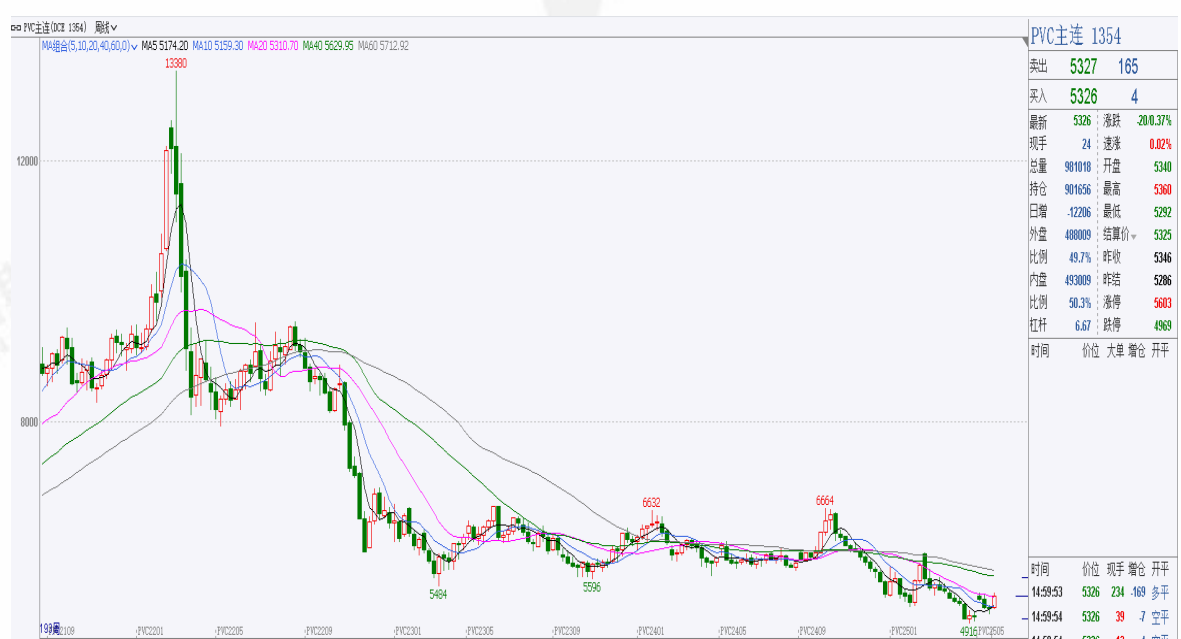 PVC主连(DCE 1354) 周线
MA组合(5,10,20,40,60,0) MA5 5174.20 MA10 5159.30 MA20 5310.70 MA40 5629.95 MA60 5712.92
13380
12000
8000
6632
6664
5484
5596
4916
193周
PVC2109 PVC2201 PVC2205 PVC2209 PVC2301 PVC2305 PVC2309 PVC2401 PVC2405 PVC2409 PVC2501 PVC2505
PVC主连 1354
卖出 5327 165
买入 5326 4
最新 5326 涨跌 -20/0.37%
现手 24 速涨 0.02%
总量 981018 开盘 5340
持仓 901656 最高 5360
日增 -12206 最低 5292
外盘 488009 结算价 5325
比例 49.7% 昨收 5346
内盘 493009 昨结 5286
比例 50.3% 涨停 5603
杠杆 6.67 跌停 4969
时间 价位 大单 增仓 开平
时间 价位 现手 增仓 开平
14:59:53 5326 234 -169 多平
14:59:54 5326 39 -7 空平